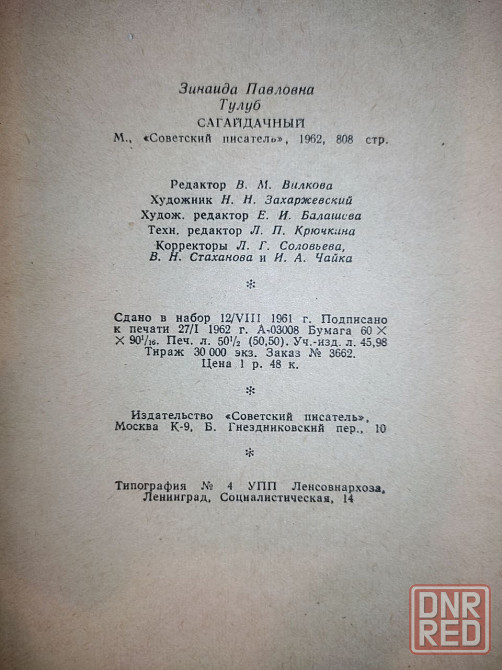 Зинаида Павловна
Тулуб
САГАЙДАЧНЫЙ
М., «Советский писатель», 1962, 808 стр.
Редактор В. М. Вилкова
Художник Н. Н. Захаржевский
Худож. редактор Е. И. Балашева
Техн. редактор Л. П. Крючкина
Корректоры Л. Г. Соловьева,
В. Н. Стаханова и И. А. Чайка
*
Сдано в набор 12/VIII 1961 г. Подписано
к печати 27/I 1962 г. А-03008 Бумага 60 ×
× 90¹/₁₆. Печ. л. 50¹/₂ (50,50). Уч.-изд. л. 45,98
Тираж 30 000 экз. Заказ № 3662.
Цена 1 р. 48 к.
*
Издательство «Советский писатель»,
Москва К-9, Б. Гнездниковский пер., 10
*
Типография № 4 УПП Ленсовнархоза,
Ленинград, Социалистическая, 14
DNR
RED